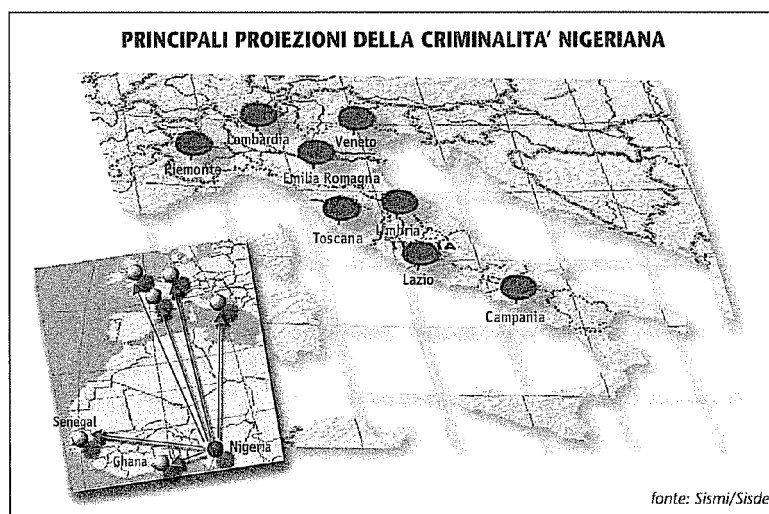 PRINCIPALI PROIEZIONI DELLA CRIMINALITA' NIGERIANA
Lombardia
Veneto
Piemonte
Emilia Romagna
Toscana
Umbria
Lazio
Campania
Senegal
Ghana
Nigeria
fonte: Sismi/Sisde